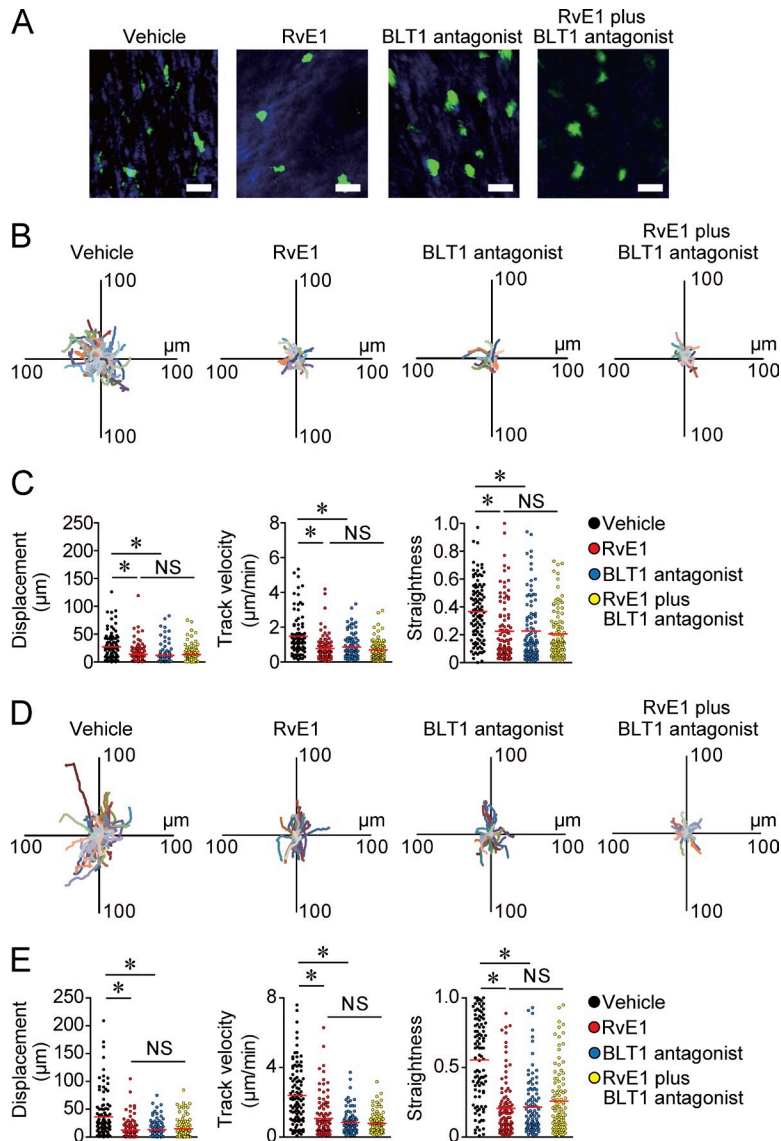 A
Vehicle
RvE1
BLT1 antagonist
RvE1 plus
BLT1 antagonist
B
Vehicle
RvE1
BLT1 antagonist
RvE1 plus
BLT1 antagonist
100
100
100
100
µm
µm
µm
µm
100
100
100
100
100
100
100
100
100
100
100
100
C
Displacement
(µm)
250
200
150
100
50
0
*
*
NS
Track velocity
(µm/min)
8
6
4
2
0
*
*
NS
Straightness
1.0
0.8
0.6
0.4
0.2
0
*
*
NS
Vehicle
RvE1
BLT1 antagonist
RvE1 plus
BLT1 antagonist
D
Vehicle
RvE1
BLT1 antagonist
RvE1 plus
BLT1 antagonist
100
100
100
100
µm
µm
µm
µm
100
100
100
100
100
100
100
100
100
100
100
100
E
Displacement
(µm)
250
200
150
100
50
0
*
*
NS
Track velocity
(µm/min)
8
4
0
*
*
NS
Straightness
1.0
0.5
0
*
*
NS
Vehicle
RvE1
BLT1 antagonist
RvE1 plus
BLT1 antagonist